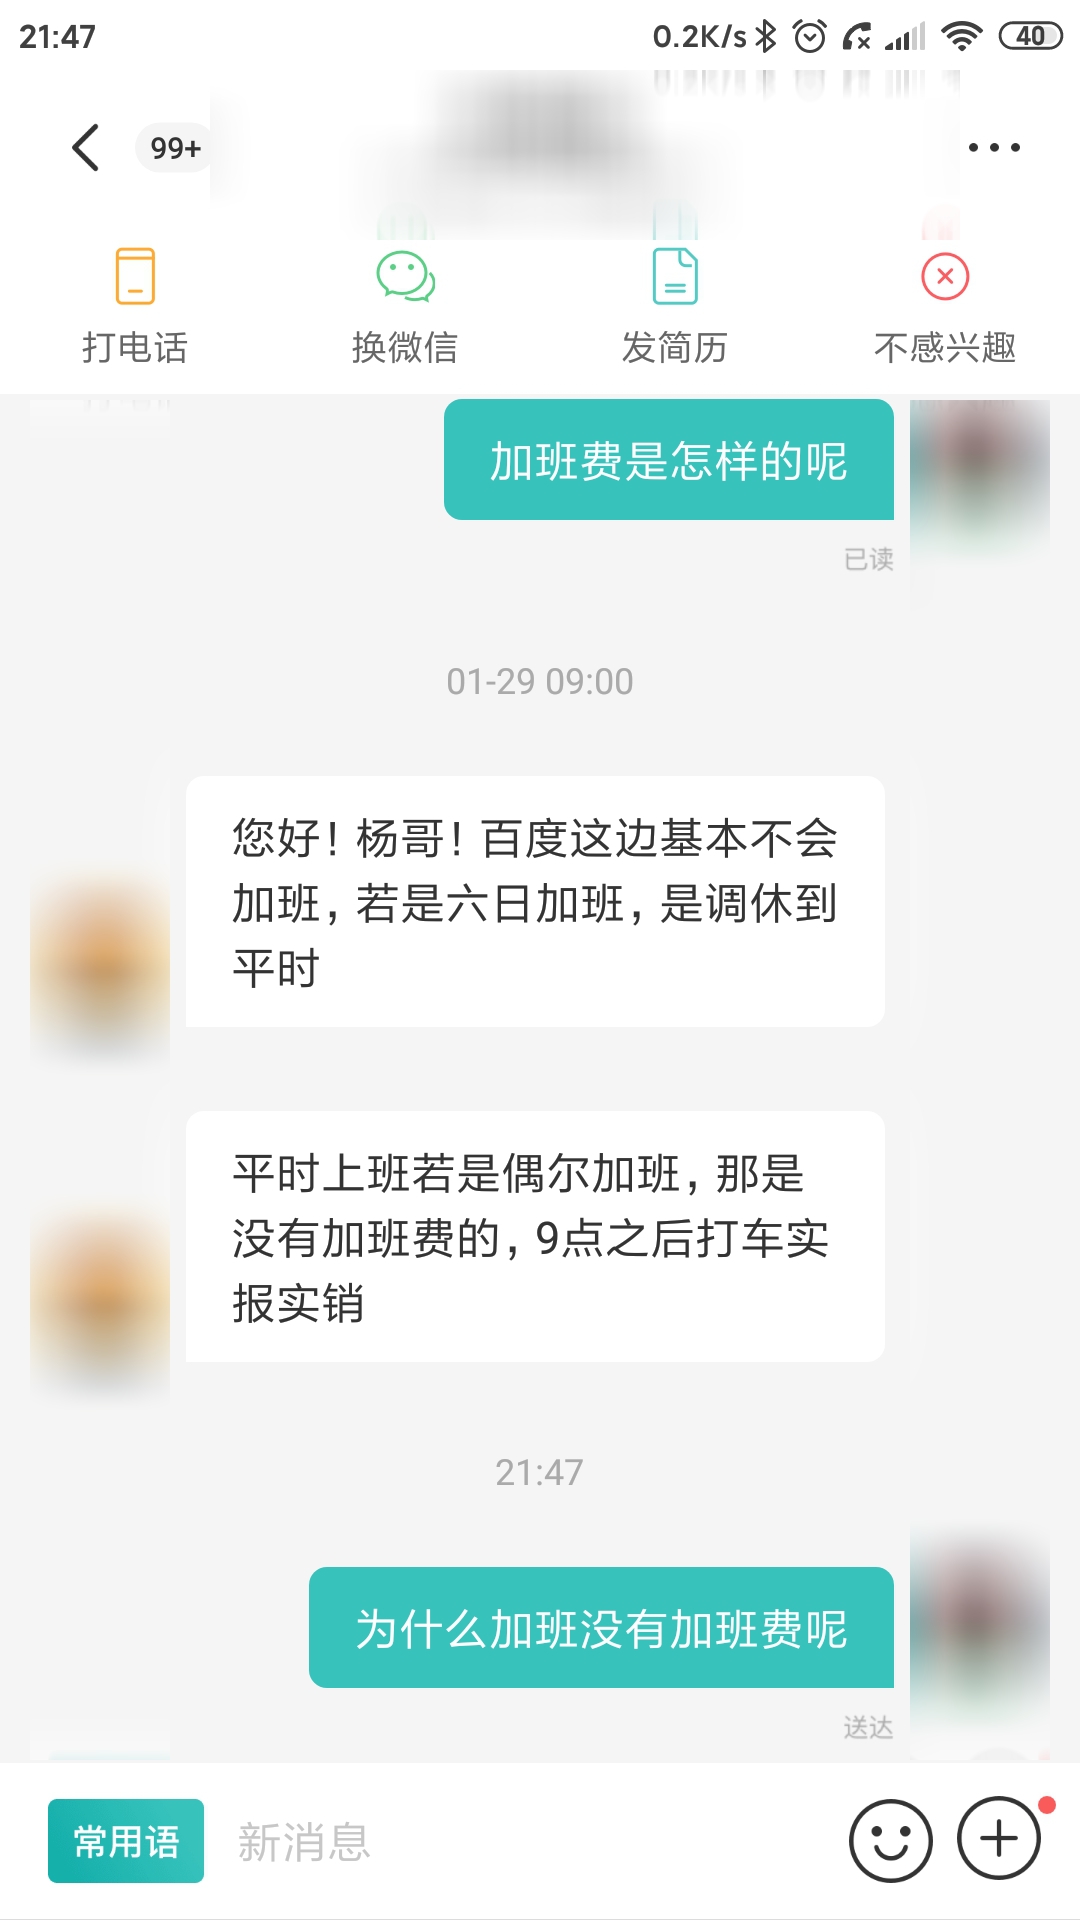 21:47
0.2K/s
40
99+
打电话
换微信
发简历
不感兴趣
加班费是怎样的呢
已读
01-29 09:00
您好！杨哥！百度这边基本不会
加班，若是六日加班，是调休到
平时
平时上班若是偶尔加班，那是
没有加班费的，9点之后打车实
报实销
21:47
为什么加班没有加班费呢
送达
常用语
新消息